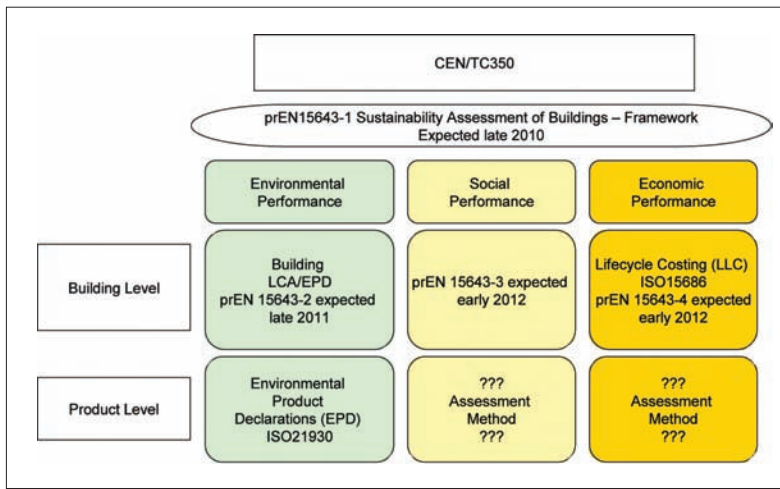 CEN/TC350
prEN15643-1 Sustainability Assessment of Buildings – Framework
Expected late 2010
Environmental
Performance
Social
Performance
Economic
Performance
Building Level
Building
LCA/EPD
prEN 15643-2 expected
late 2011
prEN 15643-3 expected
early 2012
Lifecycle Costing (LLC)
ISO15686
prEN 15643-4 expected
early 2012
Product Level
Environmental
Product
Declarations (EPD)
ISO21930
???
Assessment
Method
???
???
Assessment
Method
???